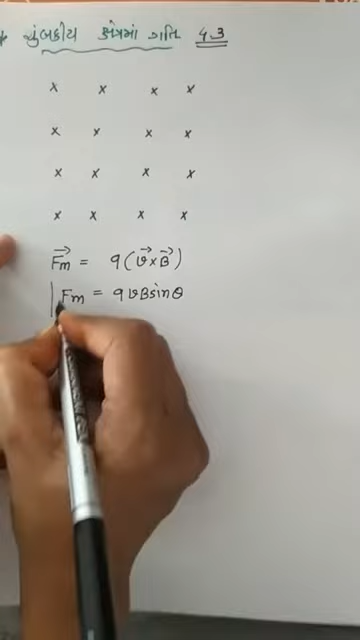 * ચુંબકીય ક્ષેત્રમાં ગતિ 4.3
x x x x
x x x x
x x x x
x x x x
F⃗m = q(v⃗×B⃗)
|Fm = qvBsinθ